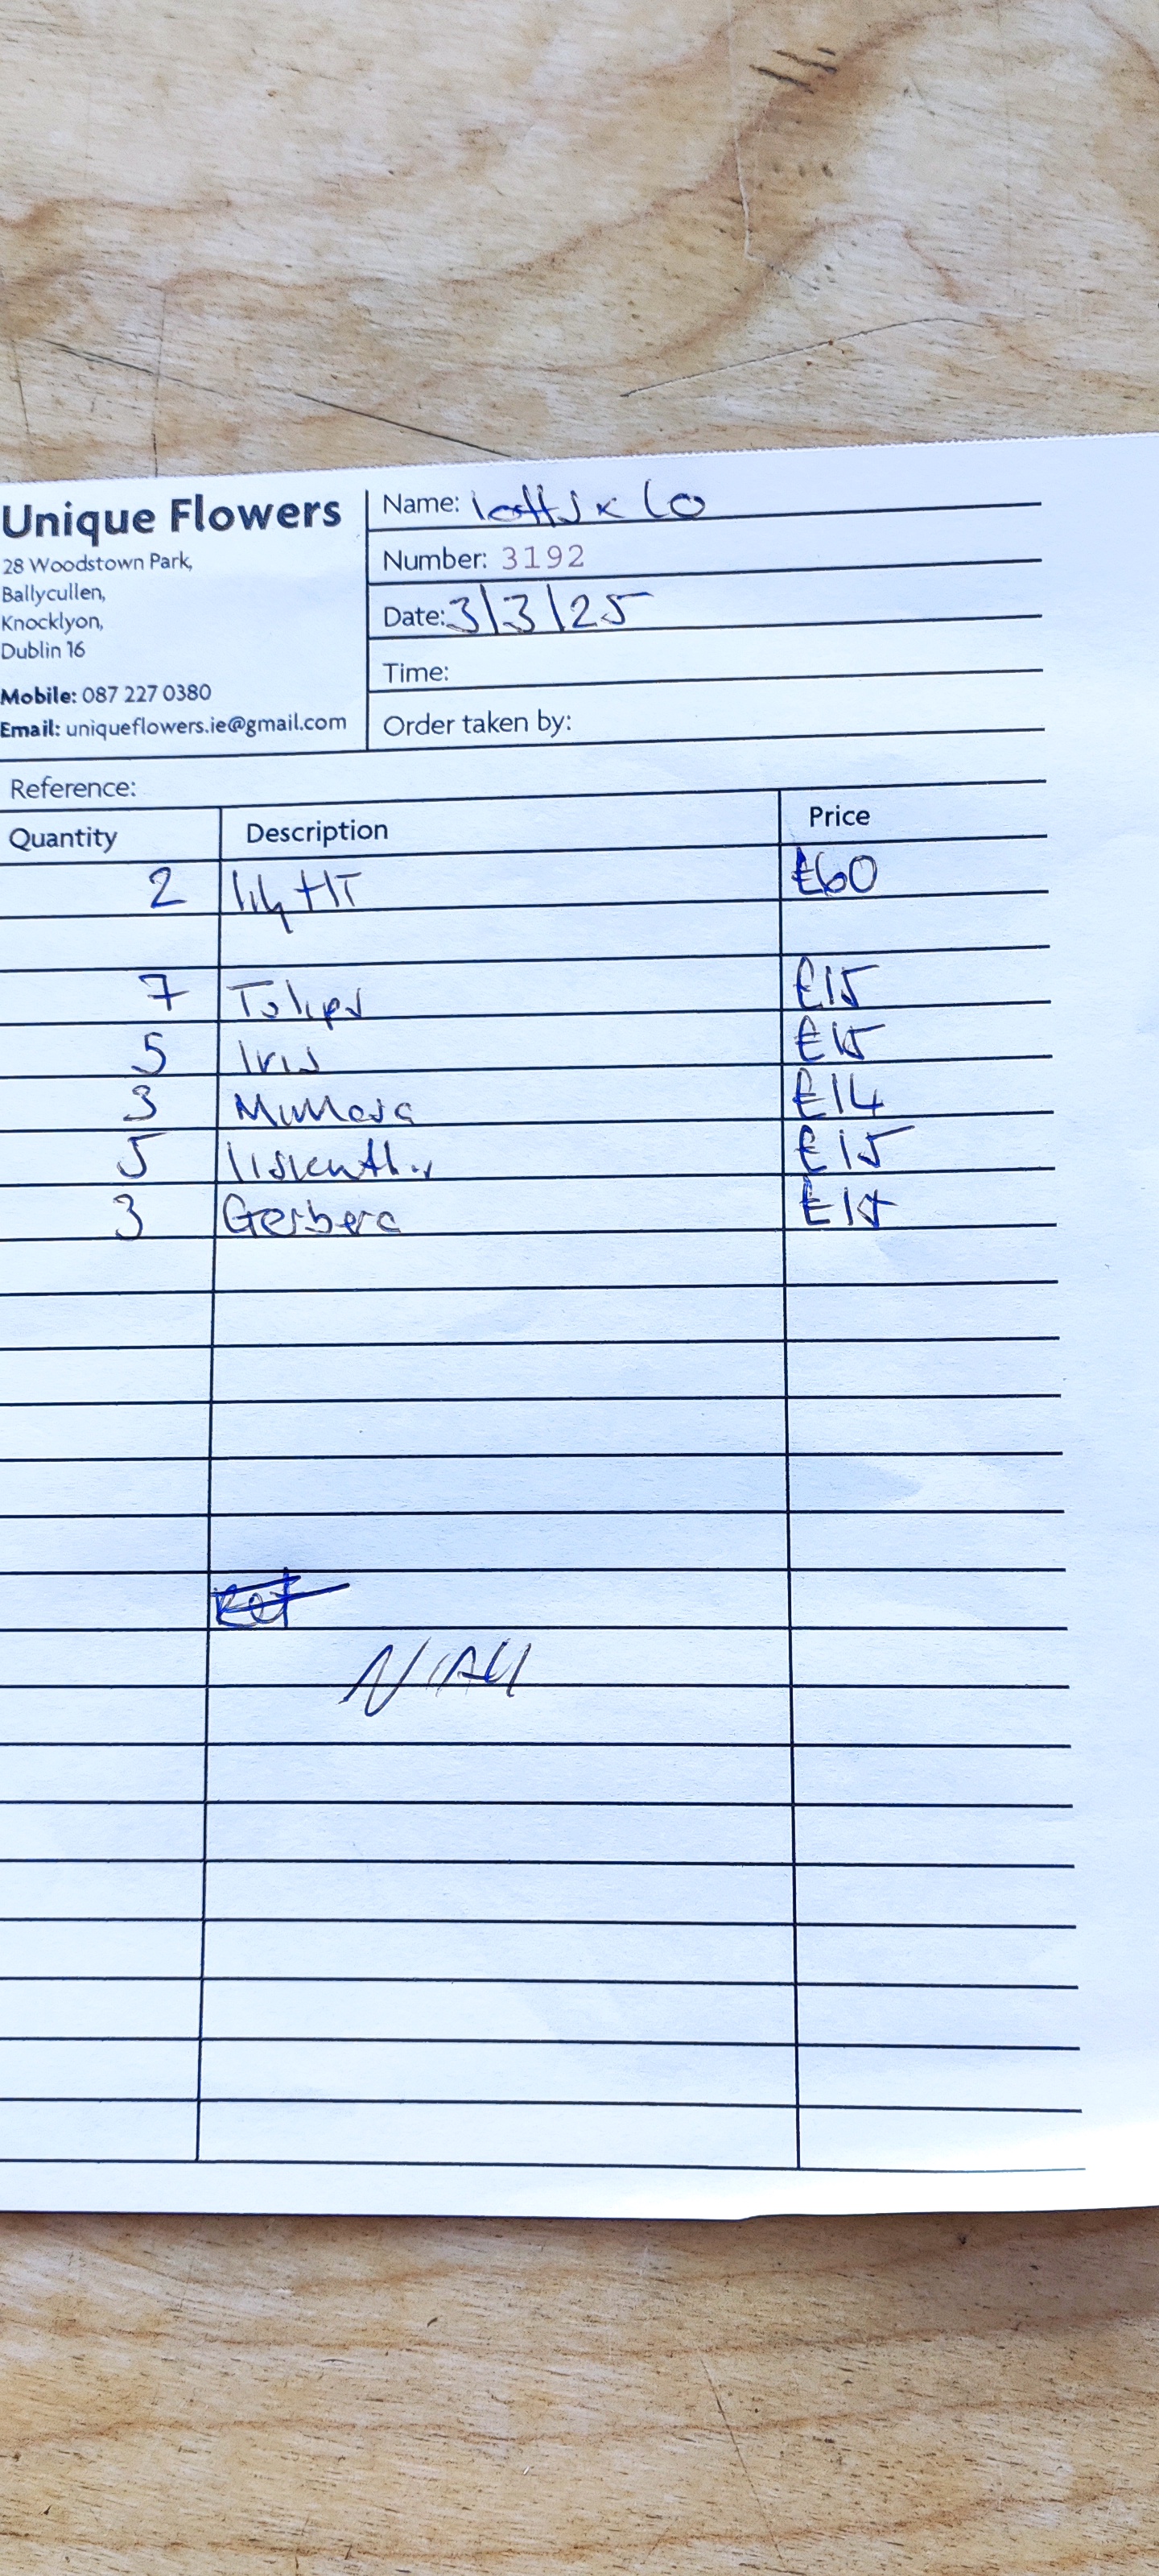 Unique Flowers
28 Woodstown Park,
Ballycullen,
Knocklyon,
Dublin 16
Mobile: 087 227 0380
Email: uniqueflowers.ie@gmail.com
Name: lotts x Co
Number: 3192
Date: 3/3/25
Time:
Order taken by:
Reference:
Quantity Description Price
2 lily HT €60
7 Tulips €15
5 Iris €15
3 Mimosa €14
5 lisianthus €15
3 Gerbera €15
NIALL